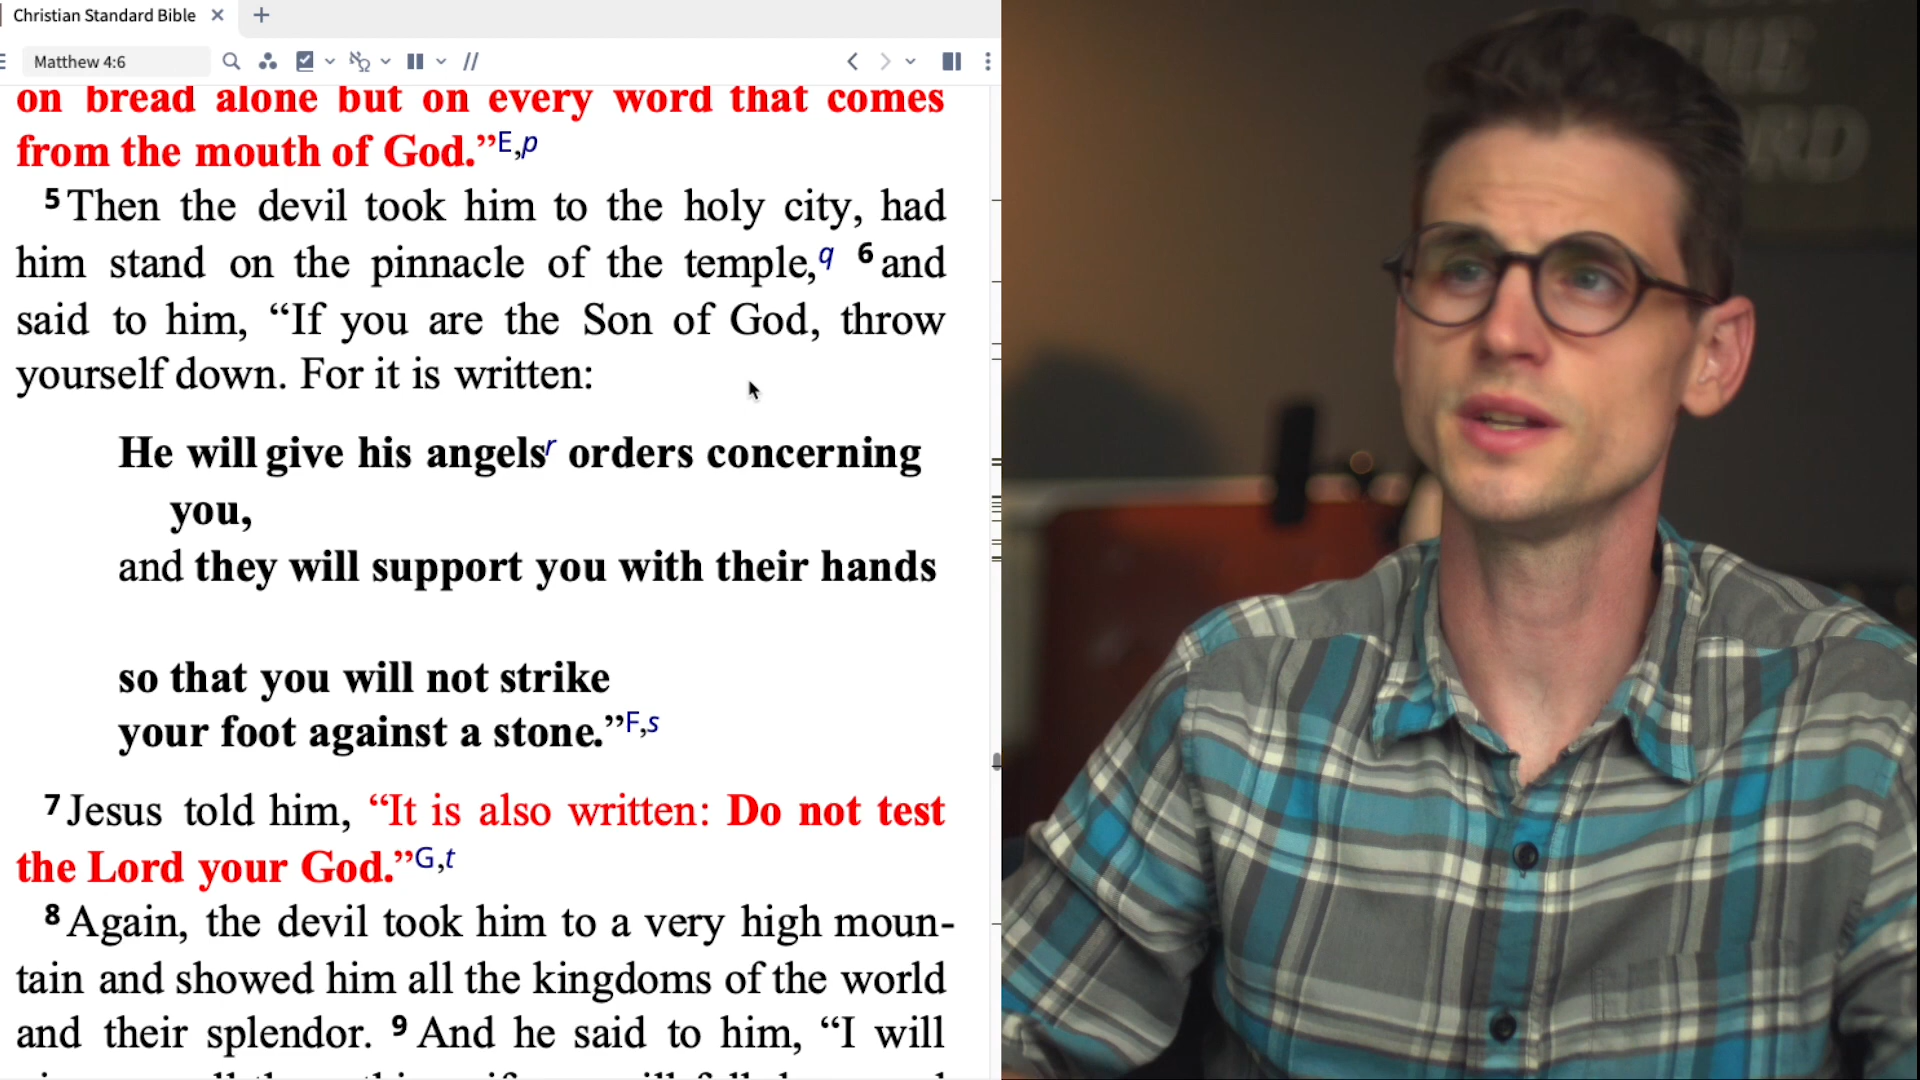 Christian Standard Bible
Matthew 4:6
on bread alone but on every word that comes
from the mouth of God.”E,p
5 Then the devil took him to the holy city, had
him stand on the pinnacle of the temple,q 6 and
said to him, “If you are the Son of God, throw
yourself down. For it is written:
He will give his angelsr orders concerning
you,
and they will support you with their hands
so that you will not strike
your foot against a stone.”F,s
7 Jesus told him, “It is also written: Do not test
the Lord your God.”G,t
8 Again, the devil took him to a very high moun-
tain and showed him all the kingdoms of the world
and their splendor. 9 And he said to him, “I will